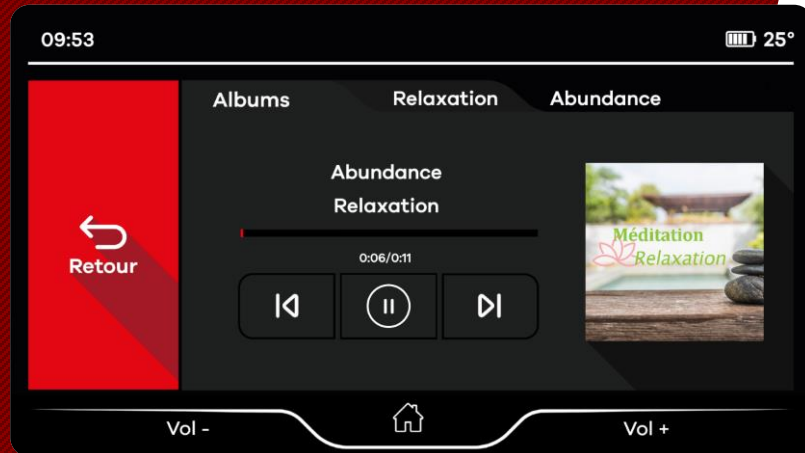 09:53 25°
Albums Relaxation Abundance
Abundance
Relaxation
0:06/0:11
Retour
Méditation
Relaxation
Vol - Vol +